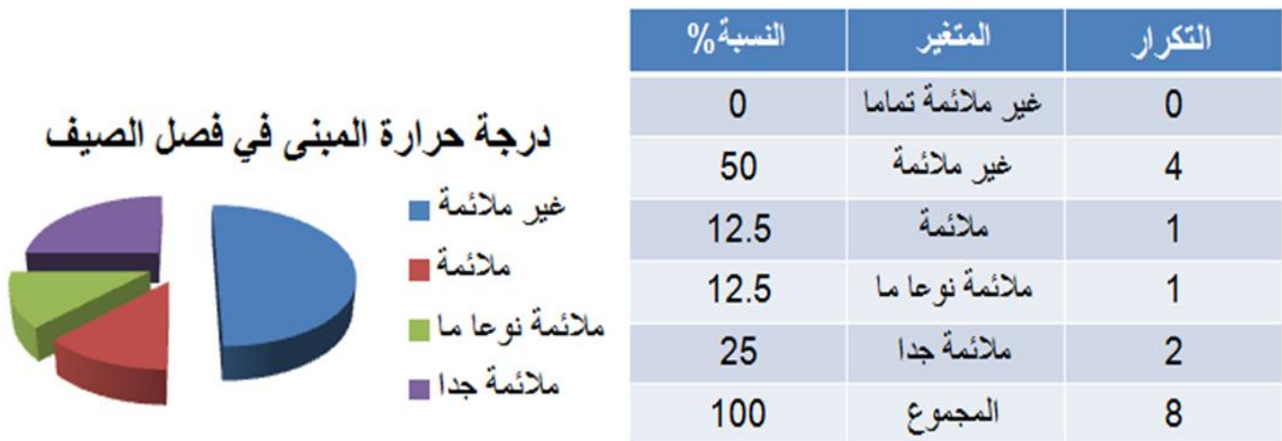 درجة حرارة المبنى في فصل الصيف
غير ملائمة
ملائمة
ملائمة نوعا ما
ملائمة جدا
التكرار المتغير النسبة%
0 غير ملائمة تماما 0
4 غير ملائمة 50
1 ملائمة 12.5
1 ملائمة نوعا ما 12.5
2 ملائمة جدا 25
8 المجموع 100